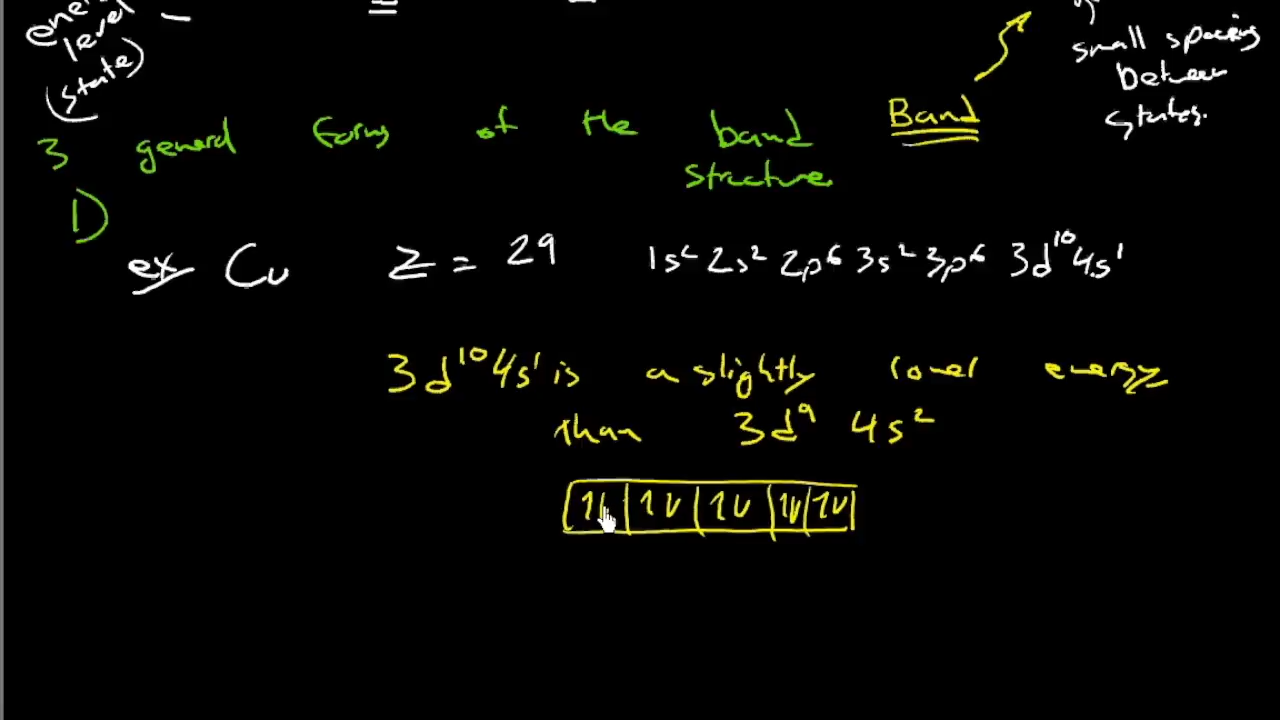 energy
level
(state)
small spacing
between
states.
Band
3 general forms of the band
structure
1)
ex Cu z = 29 1s² 2s² 2p⁶ 3s² 3p⁶ 3d¹⁰ 4s¹
3d¹⁰ 4s¹ is a slightly lower energy
than 3d⁹ 4s²